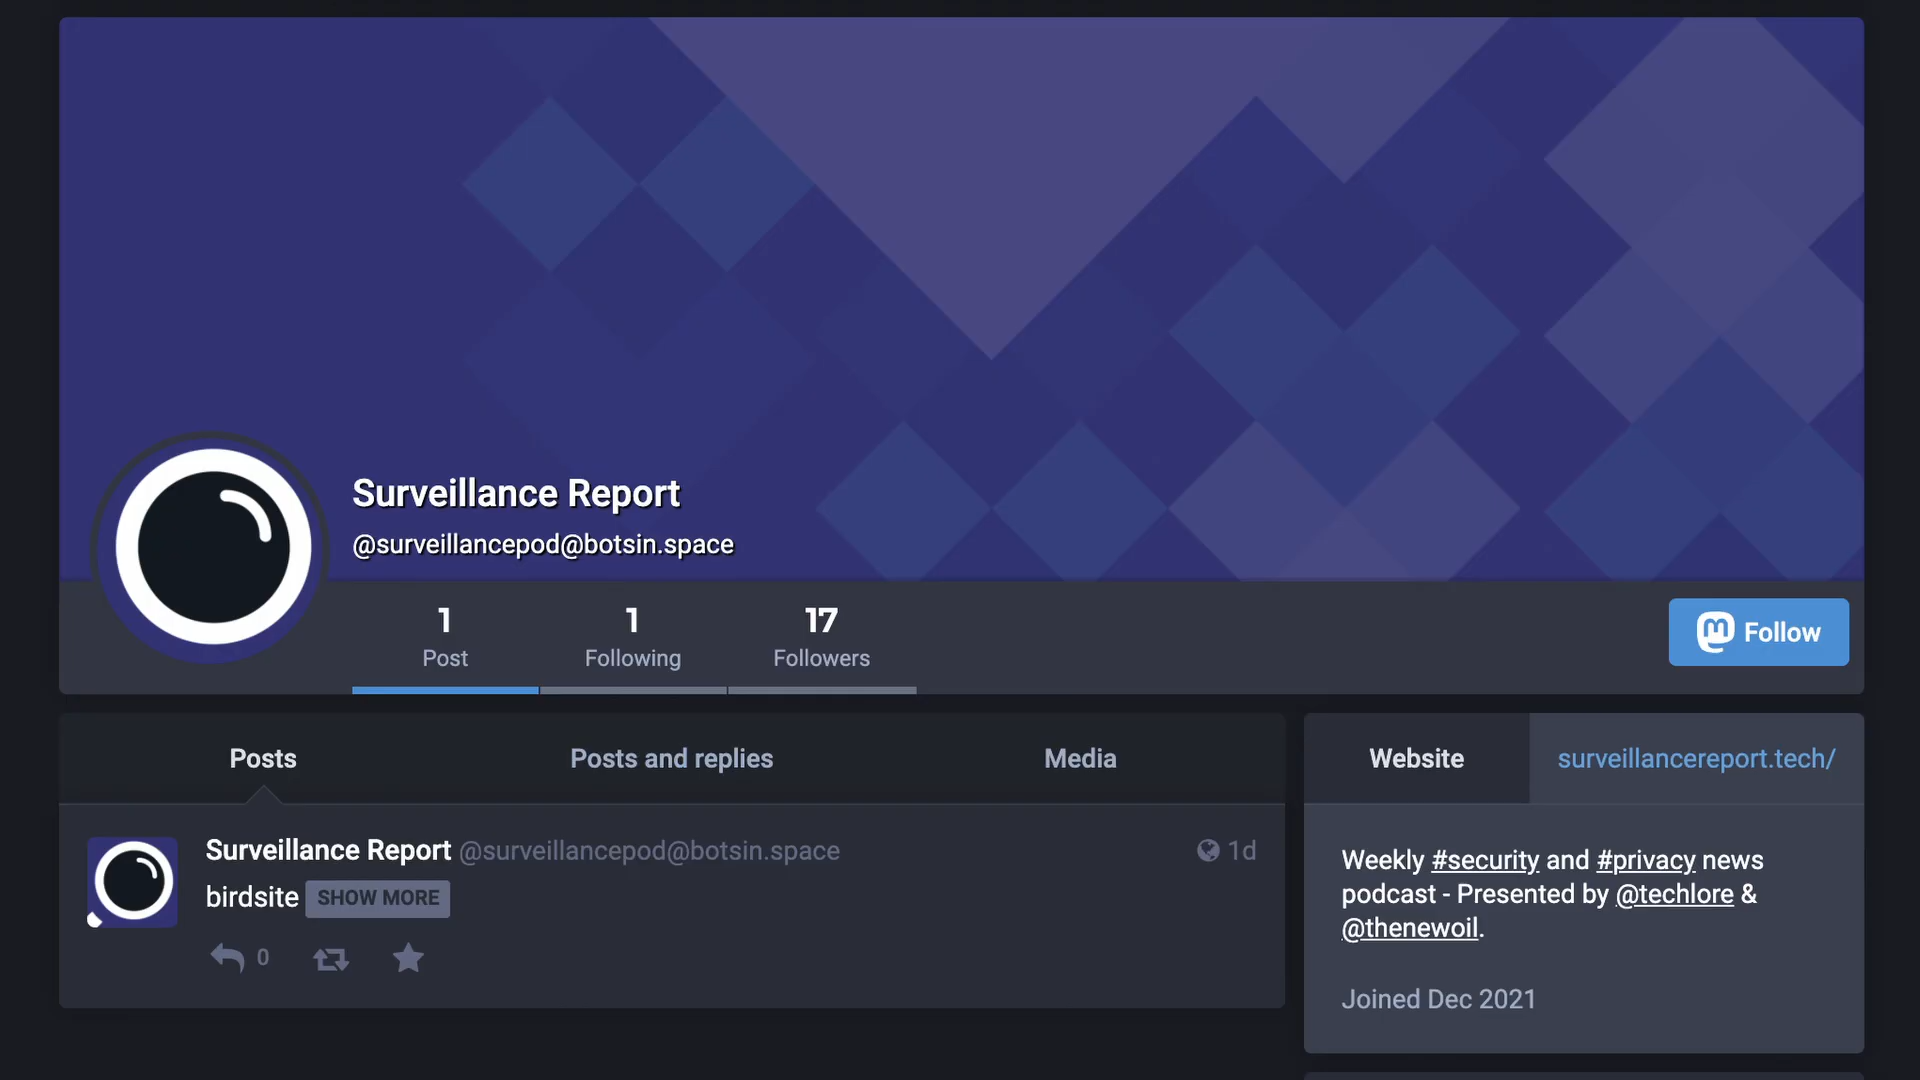 Surveillance Report
@surveillancepod@botsin.space
1
Post
1
Following
17
Followers
Follow
Posts
Posts and replies
Media
Surveillance Report @surveillancepod@botsin.space
1d
birdsite SHOW MORE
0
Website
surveillancereport.tech/
Weekly #security and #privacy news
podcast - Presented by @techlore &
@thenewoil.
Joined Dec 2021